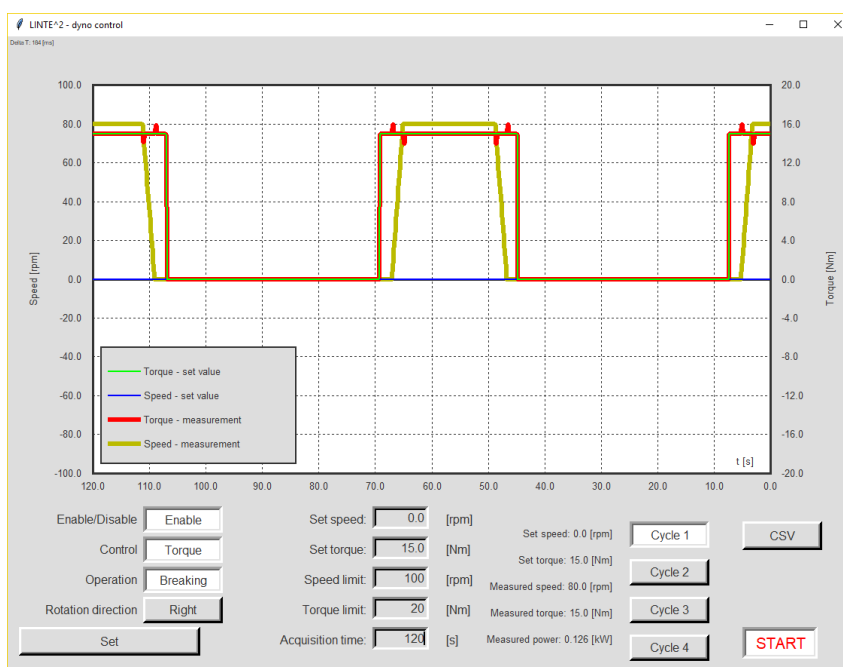 LINTE^2 - dyno control
Delta T: 184 [ms]
100.0 20.0
80.0 16.0
60.0 12.0
40.0 8.0
20.0 4.0
Speed [rpm] 0.0 0.0 Torque [Nm]
-20.0 -4.0
-40.0 -8.0
Torque - set value
-60.0 Speed - set value -12.0
Torque - measurement
-80.0 Speed - measurement -16.0
t [s]
-100.0 -20.0
120.0 110.0 90.0 80.0 70.0 60.0 50.0 40.0 30.0 20.0 10.0 0.0
Enable/Disable Enable Set speed: 0.0 [rpm] Set speed: 0.0 [rpm] Cycle 1 CSV
Control Torque Set torque: 15.0 [Nm] Set torque: 15.0 [Nm] Cycle 2
Operation Breaking Speed limit: 100 [rpm] Measured speed: 80.0 [rpm]
Rotation direction Right Torque limit: 20 [Nm] Measured torque: 15.0 [Nm] Cycle 3
Set Acquisition time: 120 [s] Measured power: 0.126 [kW] Cycle 4 START